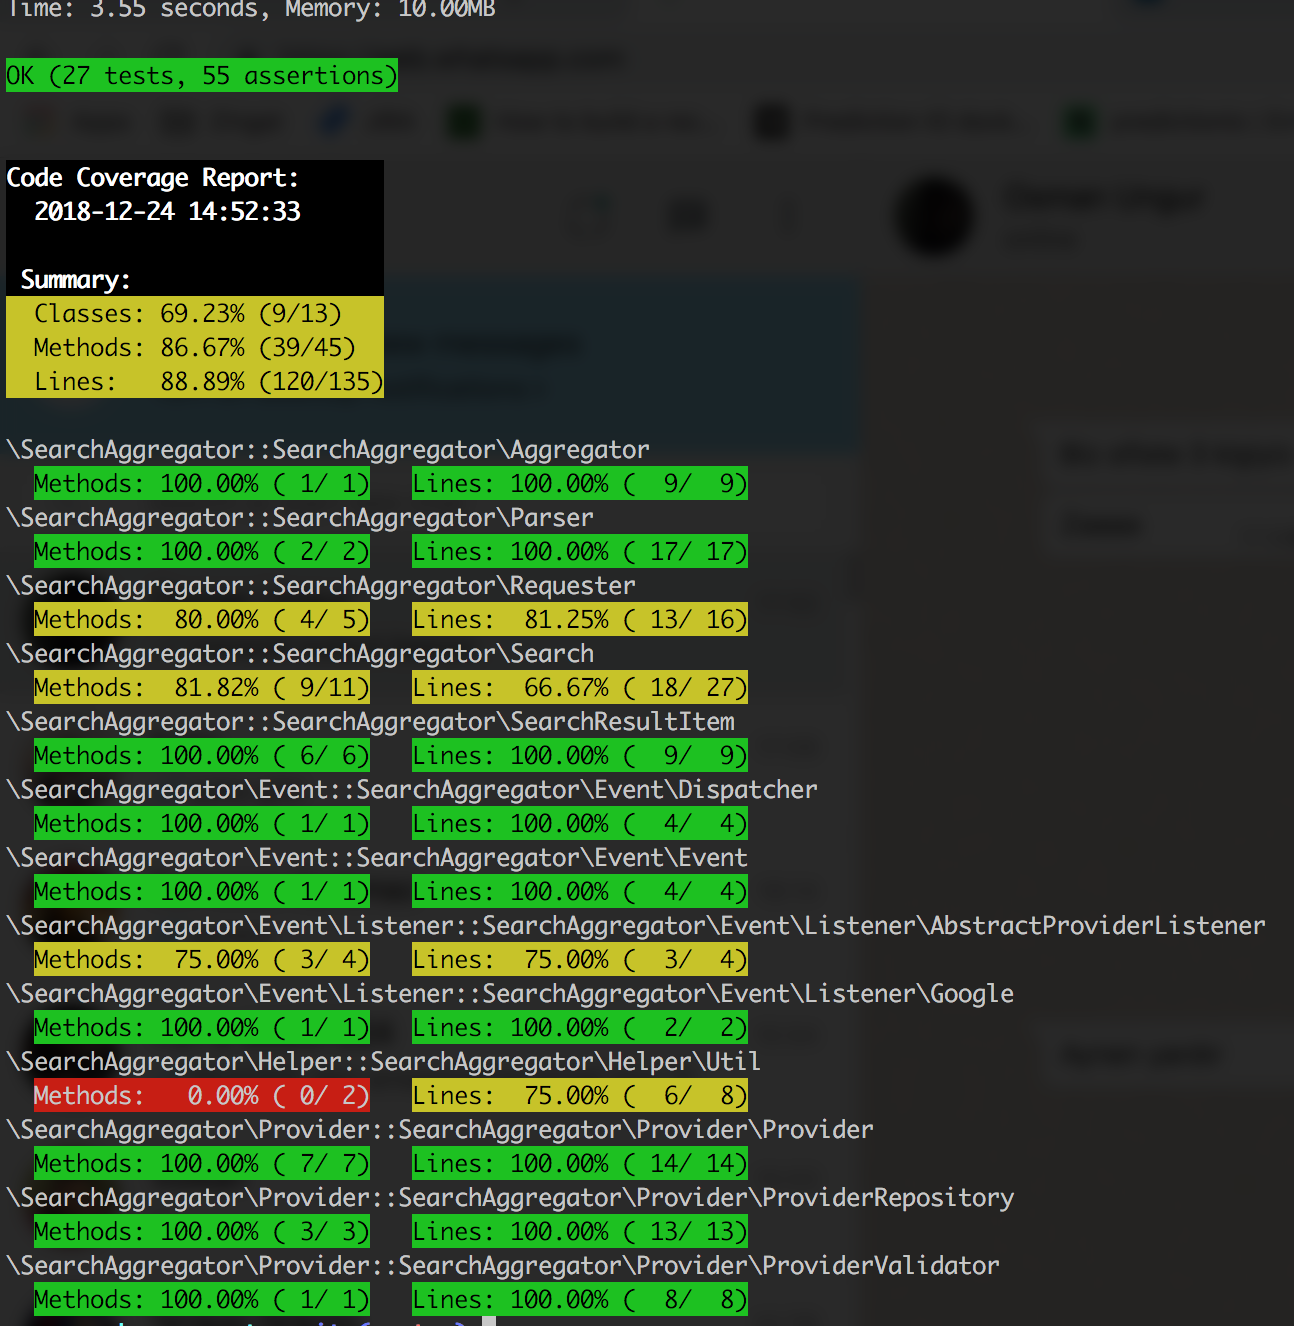 Time: 3.55 seconds, Memory: 10.00MB
OK (27 tests, 55 assertions)
Code Coverage Report:
2018-12-24 14:52:33
Summary:
Classes: 69.23% (9/13)
Methods: 86.67% (39/45)
Lines: 88.89% (120/135)
\SearchAggregator::SearchAggregator\Aggregator
Methods: 100.00% ( 1/ 1) Lines: 100.00% ( 9/ 9)
\SearchAggregator::SearchAggregator\Parser
Methods: 100.00% ( 2/ 2) Lines: 100.00% ( 17/ 17)
\SearchAggregator::SearchAggregator\Requester
Methods: 80.00% ( 4/ 5) Lines: 81.25% ( 13/ 16)
\SearchAggregator::SearchAggregator\Search
Methods: 81.82% ( 9/11) Lines: 66.67% ( 18/ 27)
\SearchAggregator::SearchAggregator\SearchResultItem
Methods: 100.00% ( 6/ 6) Lines: 100.00% ( 9/ 9)
\SearchAggregator\Event::SearchAggregator\Event\Dispatcher
Methods: 100.00% ( 1/ 1) Lines: 100.00% ( 4/ 4)
\SearchAggregator\Event::SearchAggregator\Event\Event
Methods: 100.00% ( 1/ 1) Lines: 100.00% ( 4/ 4)
\SearchAggregator\Event\Listener::SearchAggregator\Event\Listener\AbstractProviderListener
Methods: 75.00% ( 3/ 4) Lines: 75.00% ( 3/ 4)
\SearchAggregator\Event\Listener::SearchAggregator\Event\Listener\Google
Methods: 100.00% ( 1/ 1) Lines: 100.00% ( 2/ 2)
\SearchAggregator\Helper::SearchAggregator\Helper\Util
Methods: 0.00% ( 0/ 2) Lines: 75.00% ( 6/ 8)
\SearchAggregator\Provider::SearchAggregator\Provider\Provider
Methods: 100.00% ( 7/ 7) Lines: 100.00% ( 14/ 14)
\SearchAggregator\Provider::SearchAggregator\Provider\ProviderRepository
Methods: 100.00% ( 3/ 3) Lines: 100.00% ( 13/ 13)
\SearchAggregator\Provider::SearchAggregator\Provider\ProviderValidator
Methods: 100.00% ( 1/ 1) Lines: 100.00% ( 8/ 8)